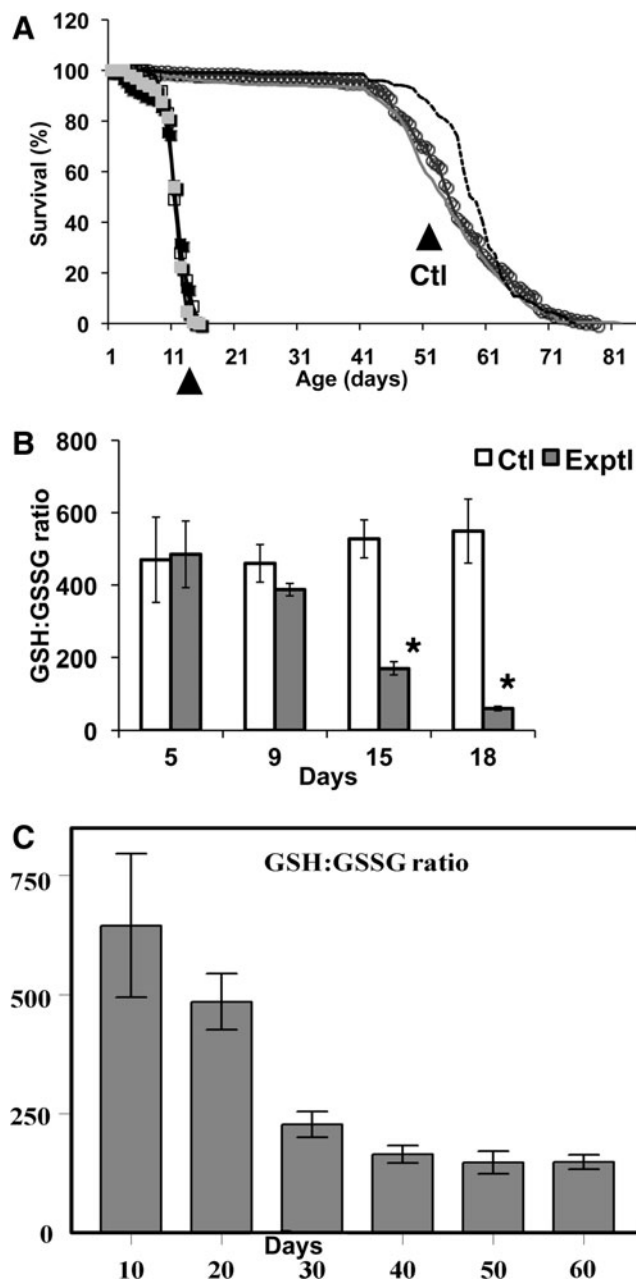 A
Survival (%)
120
100
80
60
40
20
0
Ctl
1 11 21 31 41 51 61 71 81
Age (days)
B
GSH:GSSG ratio
800
600
400
200
0
Ctl Exptl
*
*
5 9 15 18
Days
C
GSH:GSSG ratio
750
500
250
0
Days
10 20 30 40 50 60